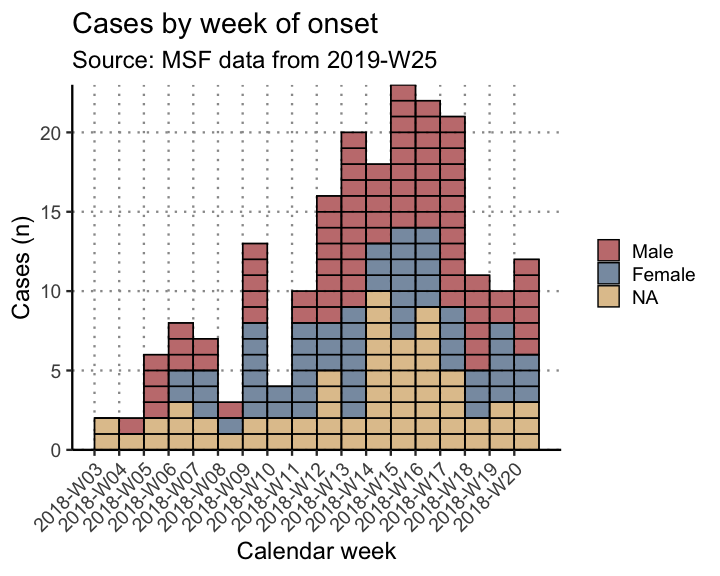 Cases by week of onset
Source: MSF data from 2019-W25
Cases (n)
20
15
10
5
0
Male
Female
NA
2018-W03
2018-W04
2018-W05
2018-W06
2018-W07
2018-W08
2018-W09
2018-W10
2018-W11
2018-W12
2018-W13
2018-W14
2018-W15
2018-W16
2018-W17
2018-W18
2018-W19
2018-W20
Calendar week